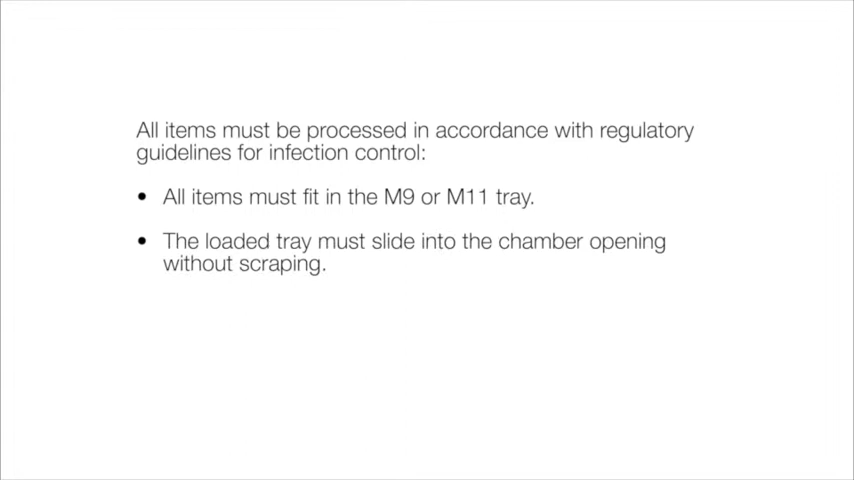 All items must be processed in accordance with regulatory
guidelines for infection control:
• All items must fit in the M9 or M11 tray.
• The loaded tray must slide into the chamber opening
without scraping.